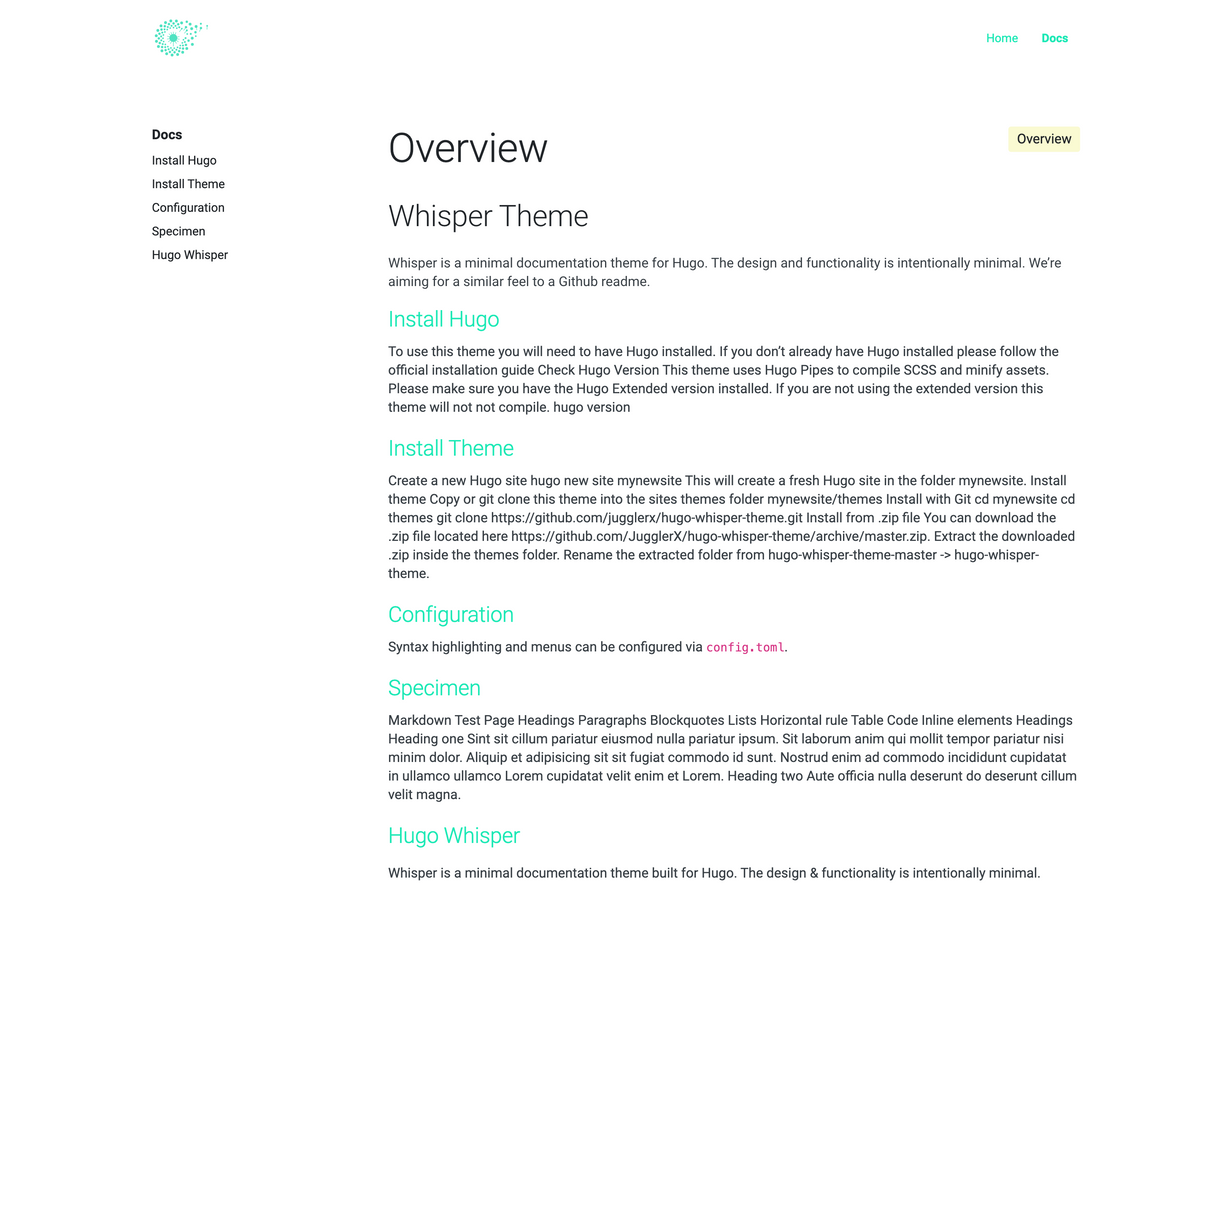 Home
Docs
Docs
Install Hugo
Install Theme
Configuration
Specimen
Hugo Whisper
Overview
Overview
Whisper Theme
Whisper is a minimal documentation theme for Hugo. The design and functionality is intentionally minimal. We’re
aiming for a similar feel to a Github readme.
Install Hugo
To use this theme you will need to have Hugo installed. If you don’t already have Hugo installed please follow the
official installation guide Check Hugo Version This theme uses Hugo Pipes to compile SCSS and minify assets.
Please make sure you have the Hugo Extended version installed. If you are not using the extended version this
theme will not not compile. hugo version
Install Theme
Create a new Hugo site hugo new site mynewsite This will create a fresh Hugo site in the folder mynewsite. Install
theme Copy or git clone this theme into the sites themes folder mynewsite/themes Install with Git cd mynewsite cd
themes git clone https://github.com/jugglerx/hugo-whisper-theme.git Install from .zip file You can download the
.zip file located here https://github.com/JugglerX/hugo-whisper-theme/archive/master.zip. Extract the downloaded
.zip inside the themes folder. Rename the extracted folder from hugo-whisper-theme-master -> hugo-whisper-
theme.
Configuration
Syntax highlighting and menus can be configured via config.toml.
Specimen
Markdown Test Page Headings Paragraphs Blockquotes Lists Horizontal rule Table Code Inline elements Headings
Heading one Sint sit cillum pariatur eiusmod nulla pariatur ipsum. Sit laborum anim qui mollit tempor pariatur nisi
minim dolor. Aliquip et adipisicing sit sit fugiat commodo id sunt. Nostrud enim ad commodo incididunt cupidatat
in ullamco ullamco Lorem cupidatat velit enim et Lorem. Heading two Aute officia nulla deserunt do deserunt cillum
velit magna.
Hugo Whisper
Whisper is a minimal documentation theme built for Hugo. The design & functionality is intentionally minimal.